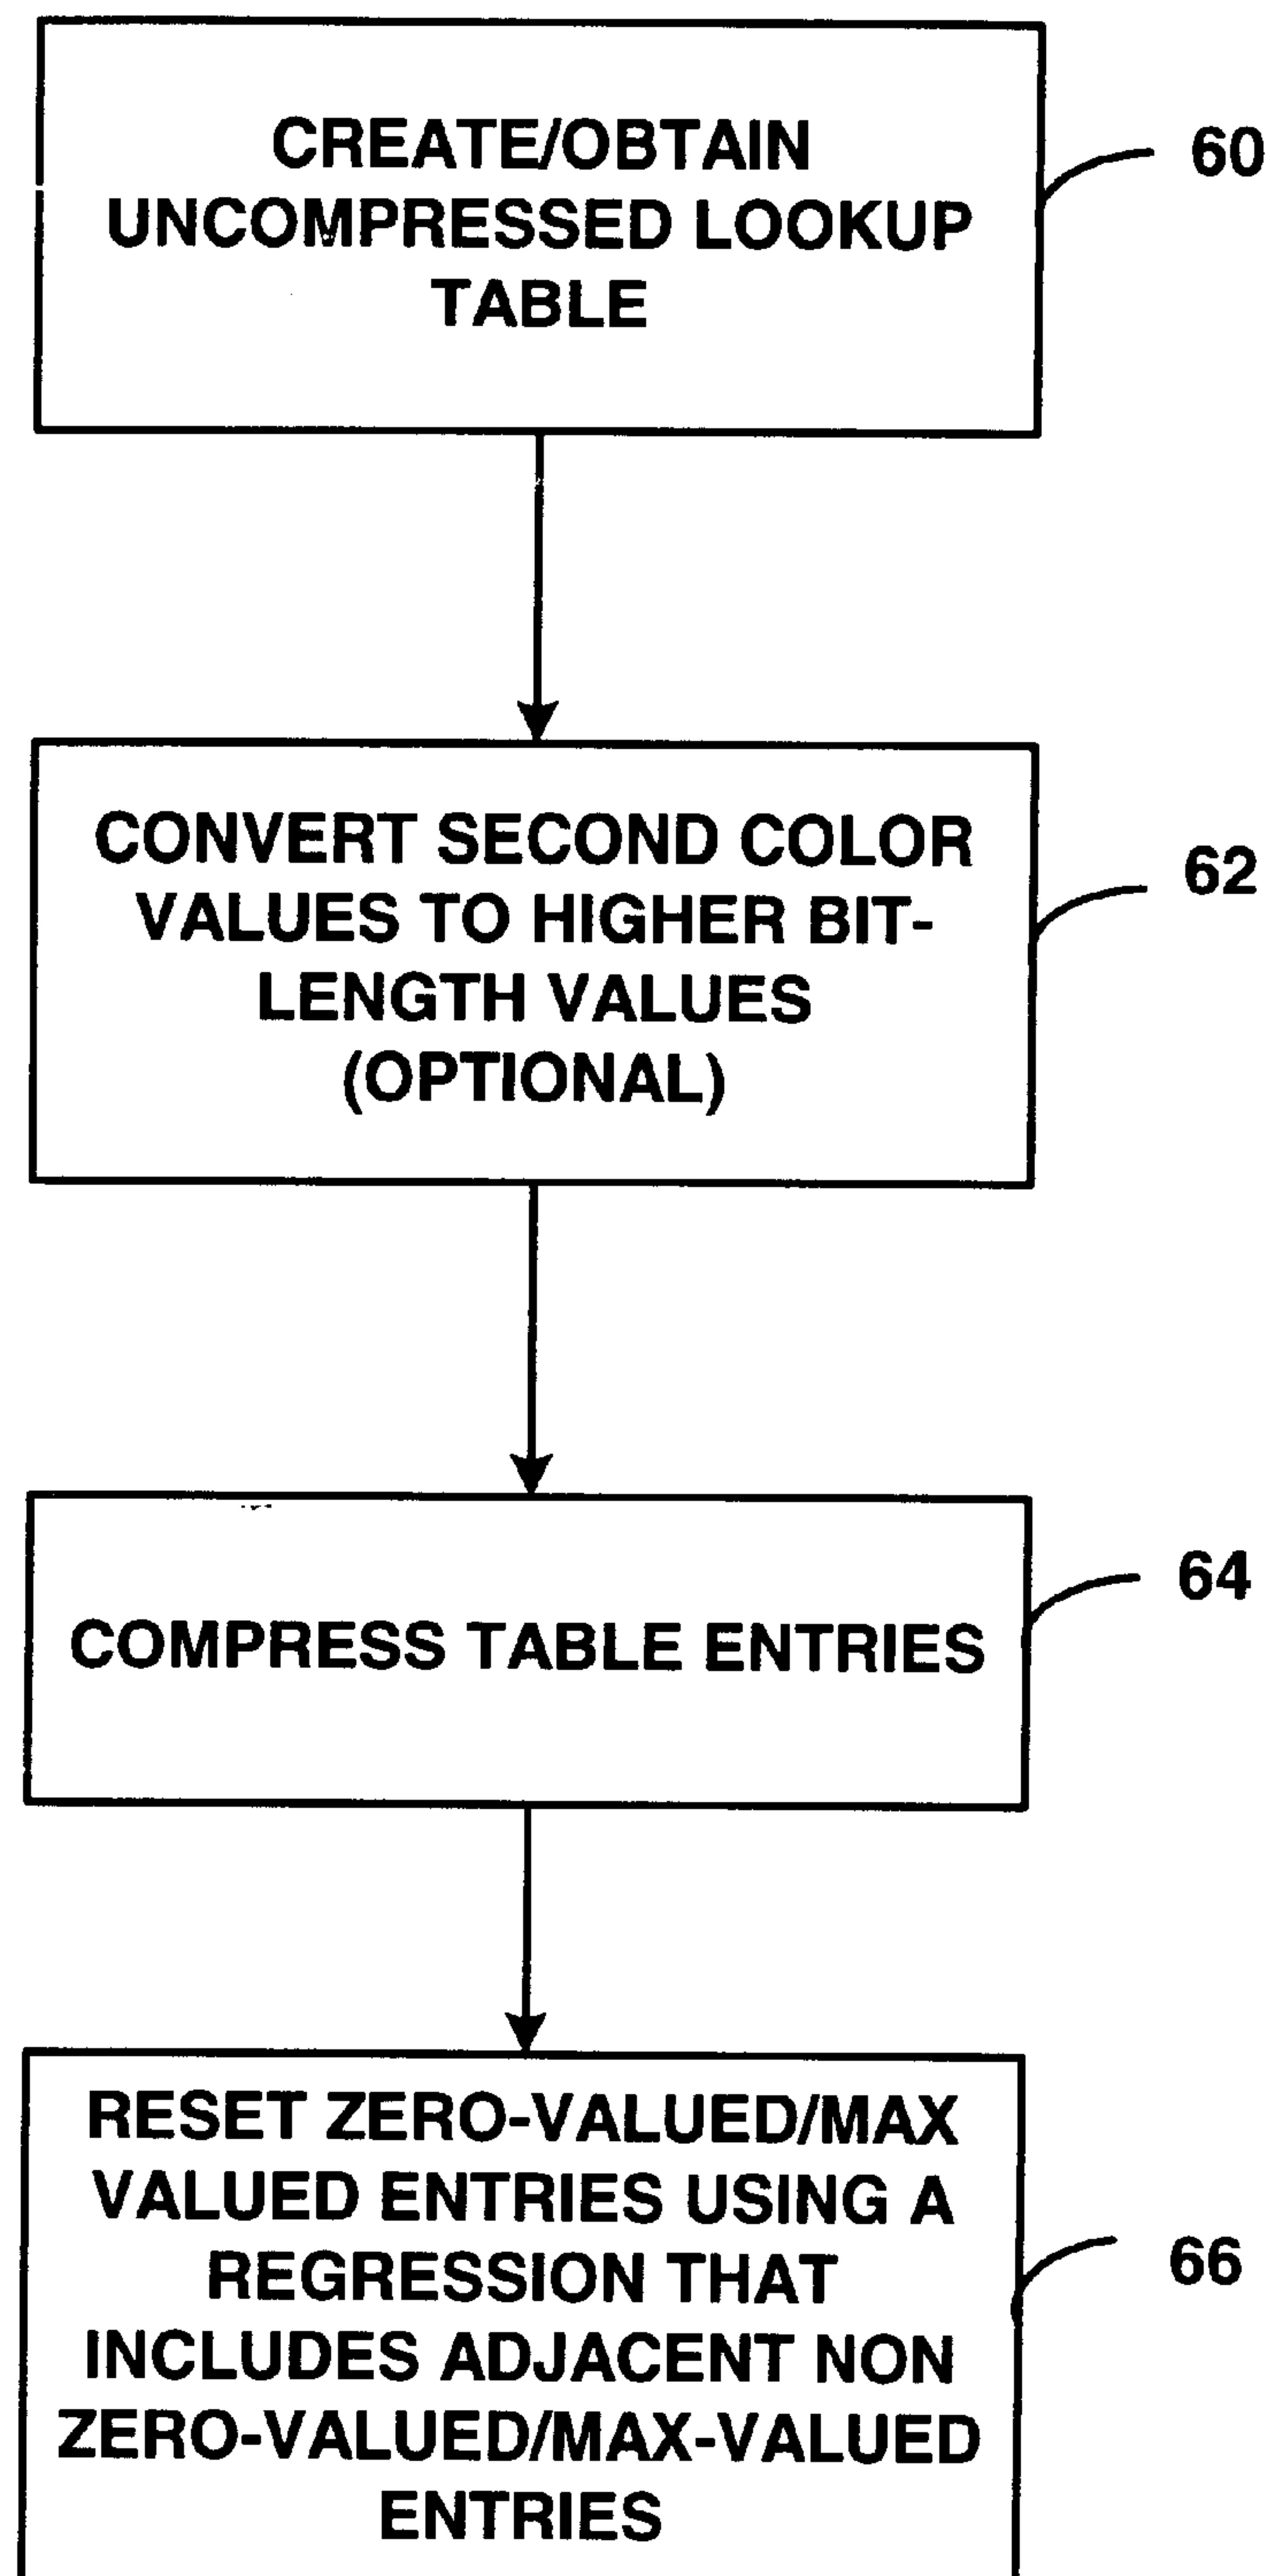 CREATE/OBTAIN
UNCOMPRESSED LOOKUP
TABLE
60
CONVERT SECOND COLOR
VALUES TO HIGHER BIT-
LENGTH VALUES
(OPTIONAL)
62
COMPRESS TABLE ENTRIES
64
RESET ZERO-VALUED/MAX
VALUED ENTRIES USING A
REGRESSION THAT
INCLUDES ADJACENT NON
ZERO-VALUED/MAX-VALUED
ENTRIES
66